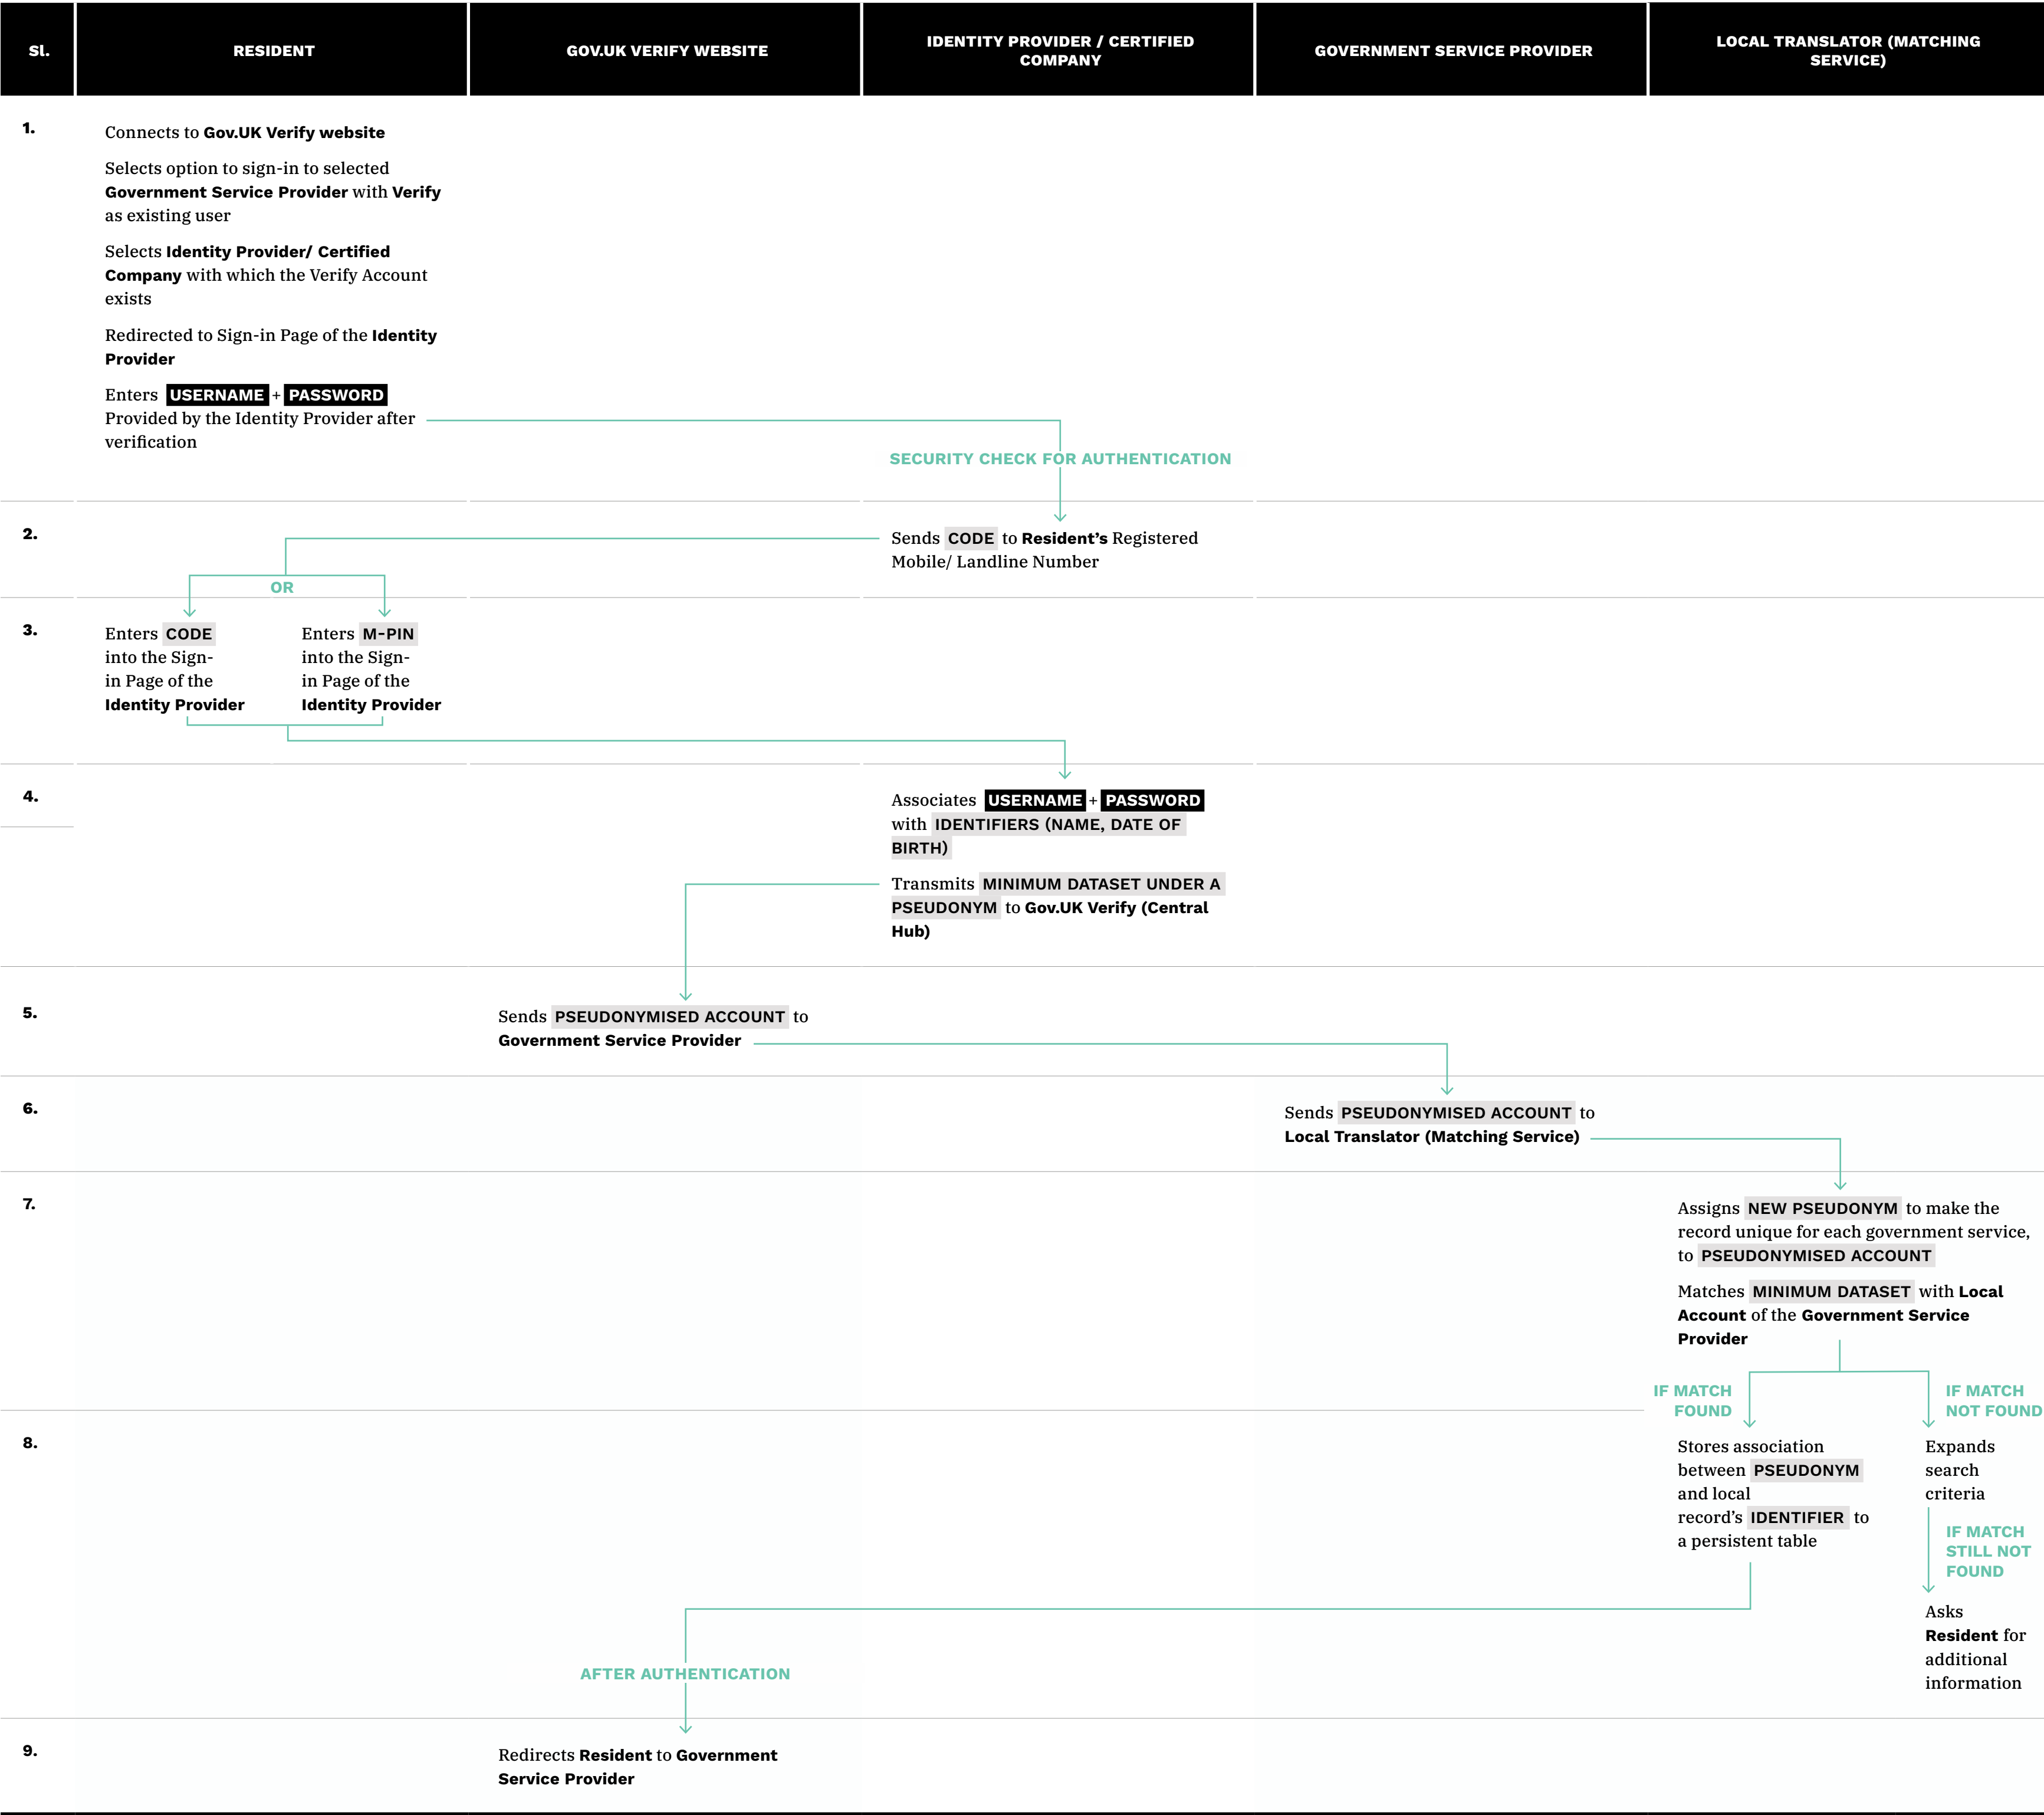 Sl.
RESIDENT
GOV.UK VERIFY WEBSITE
IDENTITY PROVIDER / CERTIFIED
COMPANY
GOVERNMENT SERVICE PROVIDER
LOCAL TRANSLATOR (MATCHING
SERVICE)
1.
Connects to Gov.UK Verify website
Selects option to sign-in to selected
Government Service Provider with Verify
as existing user
Selects Identity Provider/ Certified
Company with which the Verify Account
exists
Redirected to Sign-in Page of the Identity
Provider
Enters USERNAME + PASSWORD
Provided by the Identity Provider after
verification
SECURITY CHECK FOR AUTHENTICATION
2.
Sends CODE to Resident’s Registered
Mobile/ Landline Number
OR
3.
Enters CODE
into the Sign-
in Page of the
Identity Provider
Enters M-PIN
into the Sign-
in Page of the
Identity Provider
4.
Associates USERNAME + PASSWORD
with IDENTIFIERS (NAME, DATE OF
BIRTH)
Transmits MINIMUM DATASET UNDER A
PSEUDONYM to Gov.UK Verify (Central
Hub)
5.
Sends PSEUDONYMISED ACCOUNT to
Government Service Provider
6.
Sends PSEUDONYMISED ACCOUNT to
Local Translator (Matching Service)
7.
Assigns NEW PSEUDONYM to make the
record unique for each government service,
to PSEUDONYMISED ACCOUNT
Matches MINIMUM DATASET with Local
Account of the Government Service
Provider
IF MATCH
FOUND
IF MATCH
NOT FOUND
8.
Stores association
between PSEUDONYM
and local
record’s IDENTIFIER to
a persistent table
Expands
search
criteria
IF MATCH
STILL NOT
FOUND
Asks
Resident for
additional
information
AFTER AUTHENTICATION
9.
Redirects Resident to Government
Service Provider